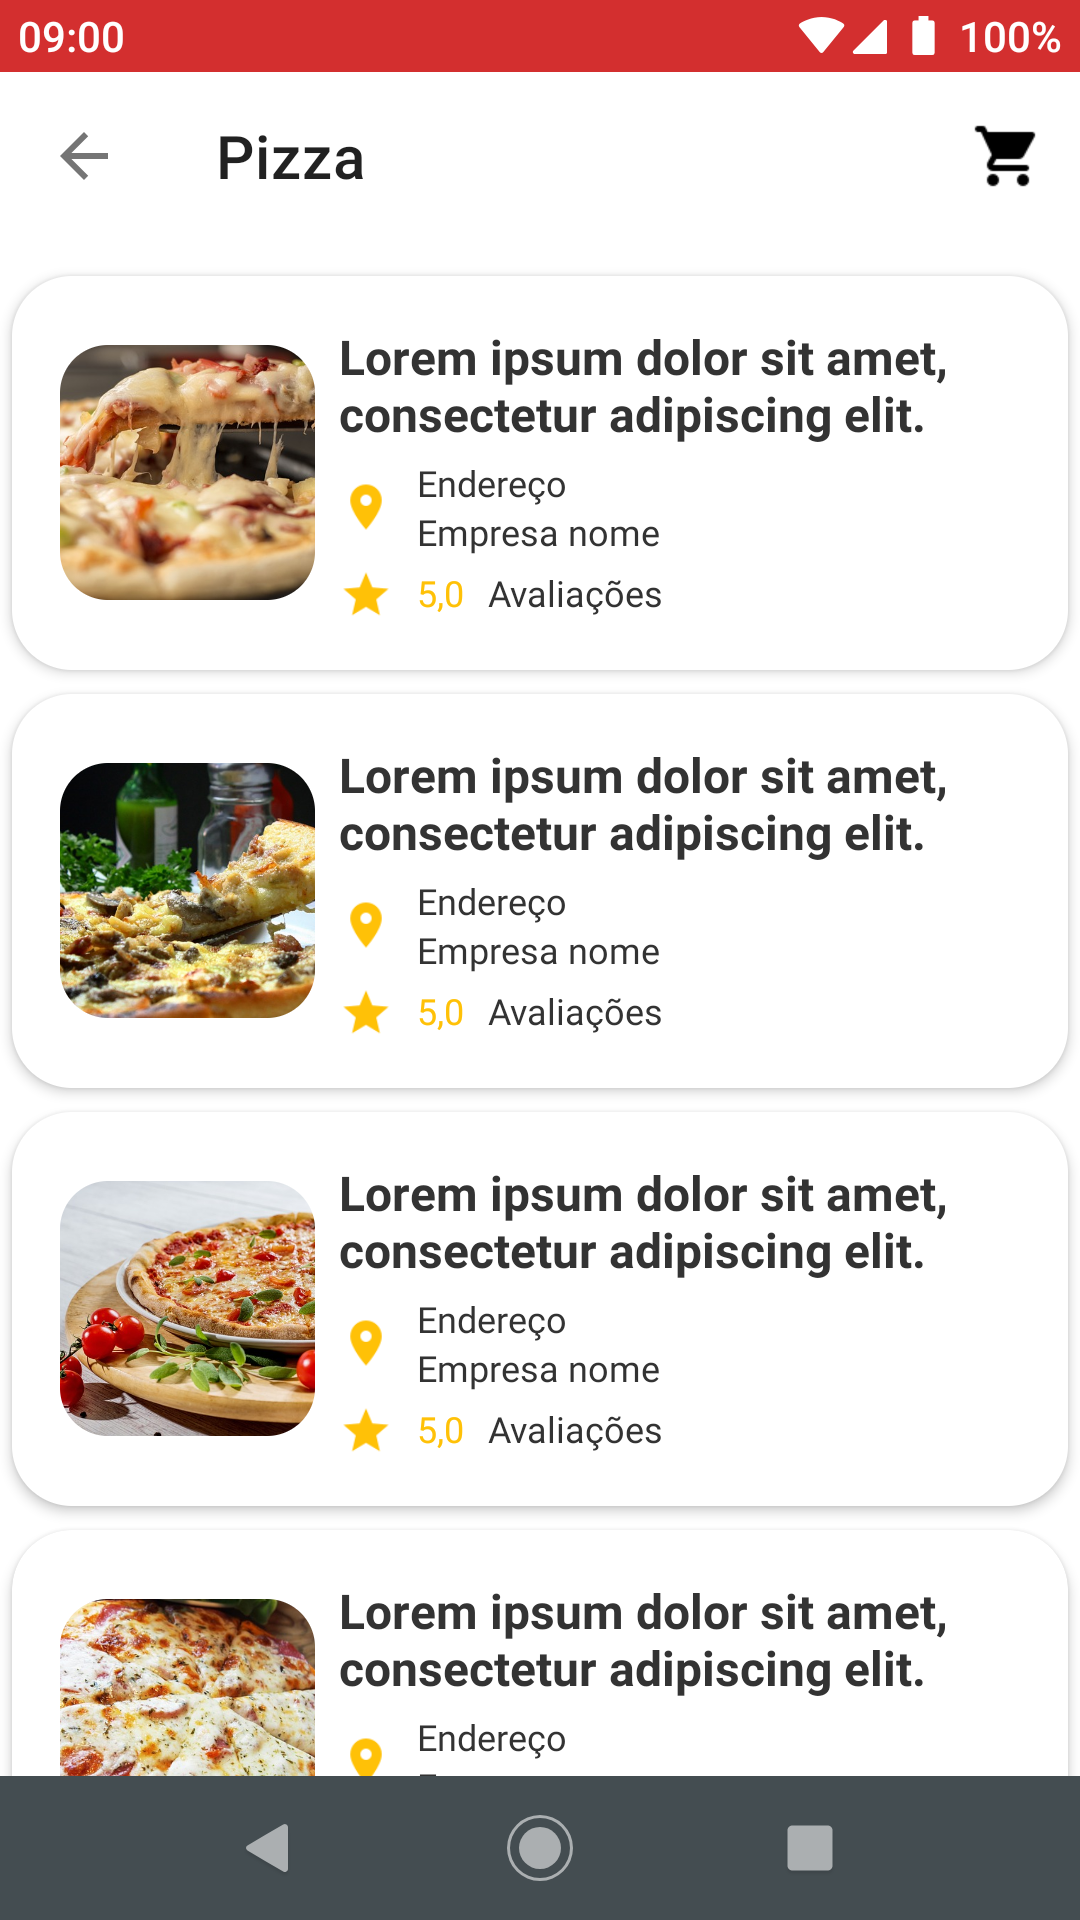 09:00 100%
Pizza
Lorem ipsum dolor sit amet,
consectetur adipiscing elit.
Endereço
Empresa nome
5,0 Avaliações
Lorem ipsum dolor sit amet,
consectetur adipiscing elit.
Endereço
Empresa nome
5,0 Avaliações
Lorem ipsum dolor sit amet,
consectetur adipiscing elit.
Endereço
Empresa nome
5,0 Avaliações
Lorem ipsum dolor sit amet,
consectetur adipiscing elit.
Endereço